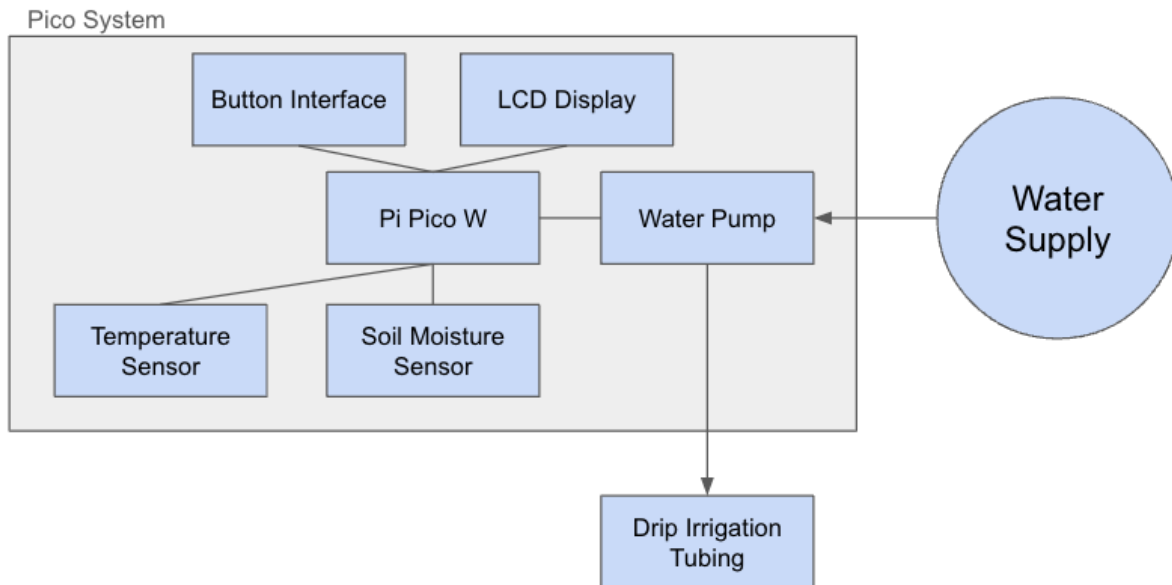 Pico System
Button Interface
LCD Display
Pi Pico W
Water Pump
Water
Supply
Temperature
Sensor
Soil Moisture
Sensor
Drip Irrigation
Tubing